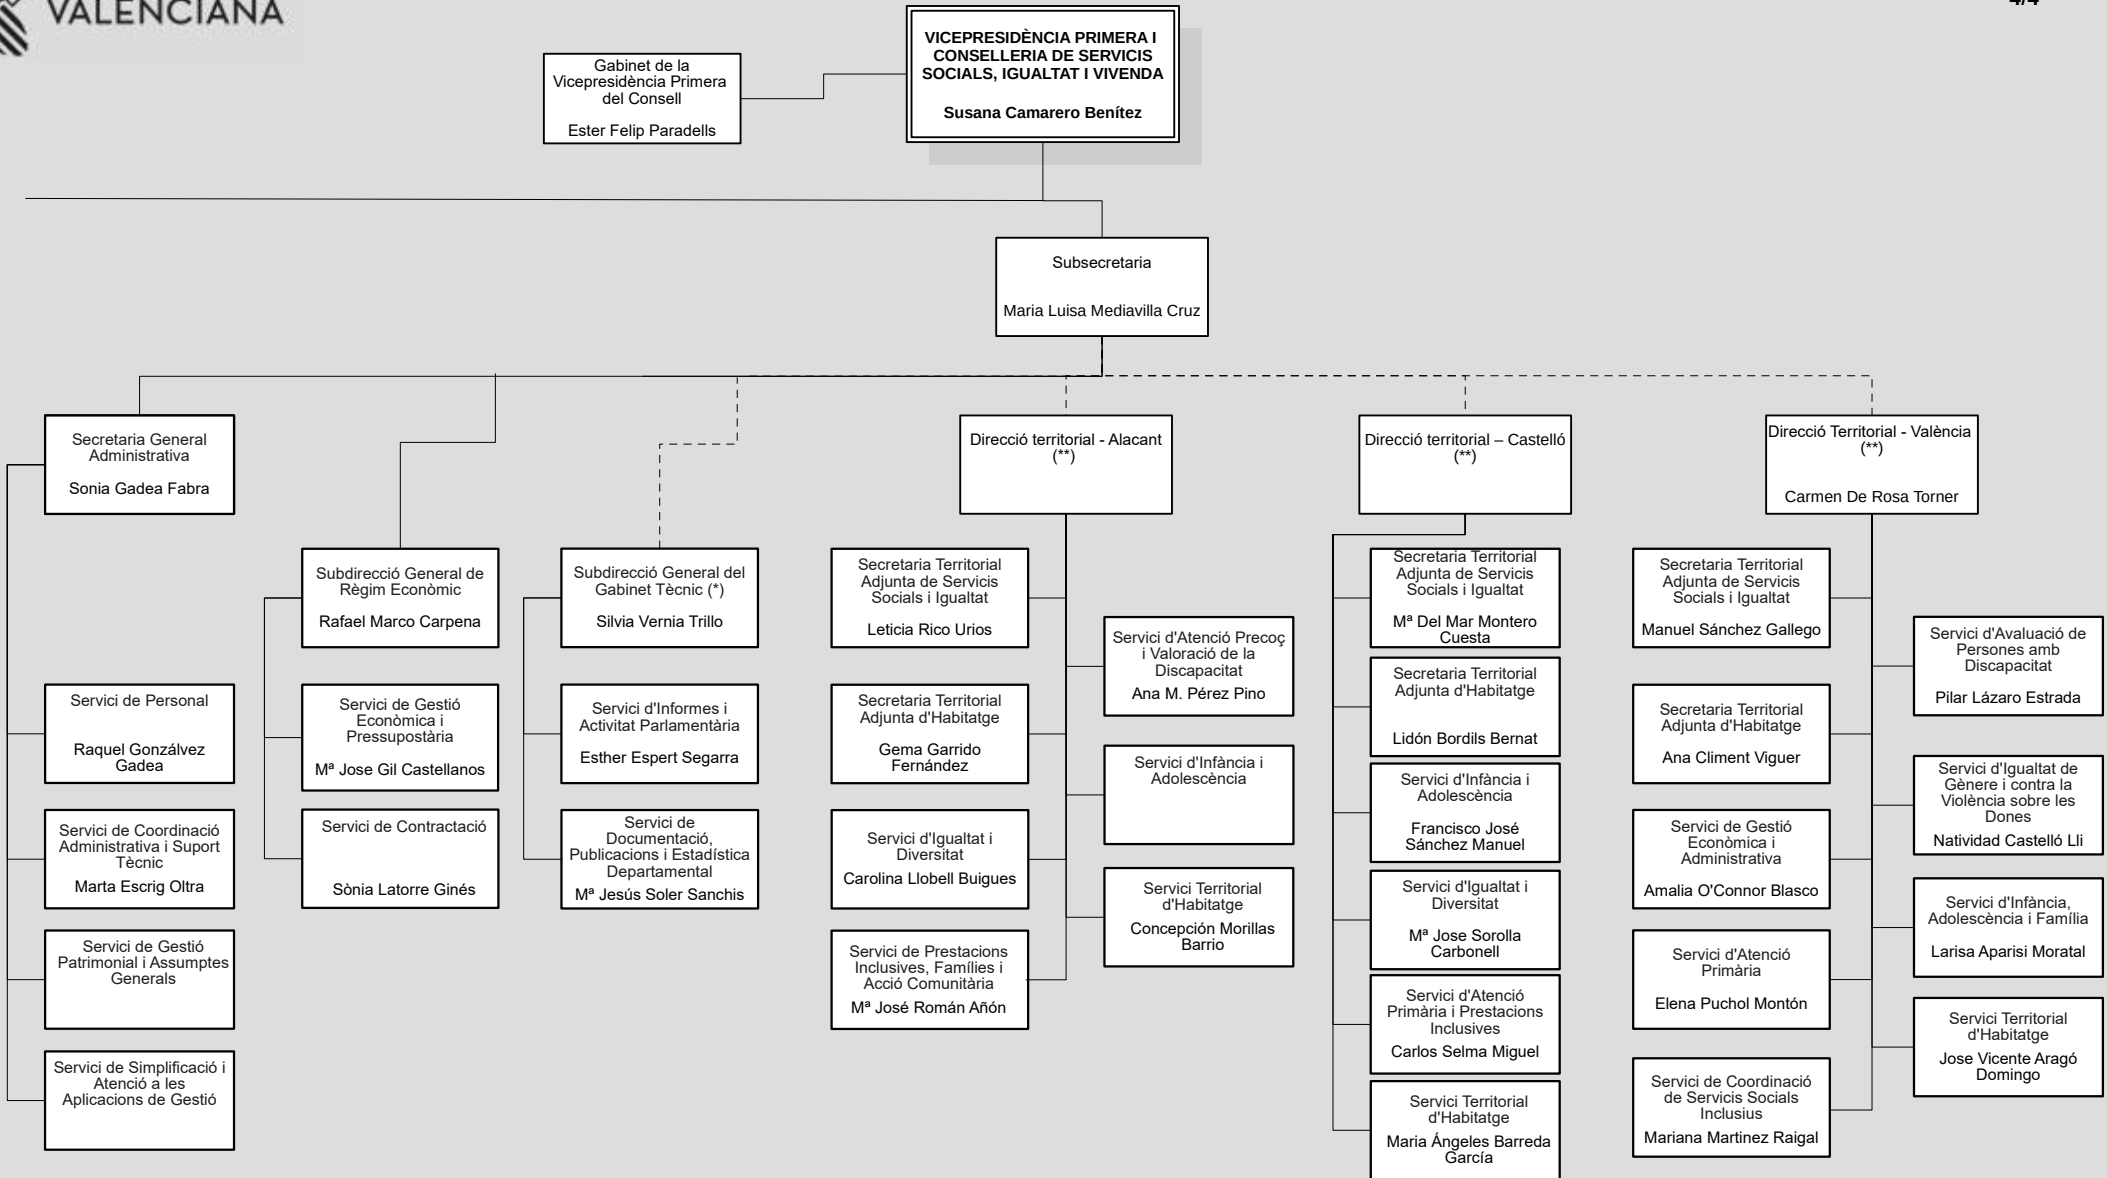 VALENCIANA
4/4
VICEPRESIDÈNCIA PRIMERA I
CONSELLERIA DE SERVICIS
SOCIALS, IGUALTAT I VIVENDA
Susana Camarero Benítez
Gabinet de la
Vicepresidència Primera
del Consell
Ester Felip Paradells
Subsecretaria
Maria Luisa Mediavilla Cruz
Secretaria General
Administrativa
Sonia Gadea Fabra
Direcció territorial - Alacant
(**)
Direcció territorial – Castelló
(**)
Direcció Territorial - València
(**)
Carmen De Rosa Torner
Subdirecció General de
Règim Econòmic
Rafael Marco Carpena
Subdirecció General del
Gabinet Tècnic (*)
Silvia Vernia Trillo
Servici de Personal
Raquel Gonzálvez
Gadea
Servici de Coordinació
Administrativa i Suport
Tècnic
Marta Escrig Oltra
Servici de Gestió
Patrimonial i Assumptes
Generals
Servici de Simplificació i
Atenció a les
Aplicacions de Gestió
Servici de Gestió
Econòmica i
Pressupostària
Mª Jose Gil Castellanos
Servici de Contractació
Sònia Latorre Ginés
Servici d'Informes i
Activitat Parlamentària
Esther Espert Segarra
Servici de
Documentació,
Publicacions i Estadística
Departamental
Mª Jesús Soler Sanchis
Secretaria Territorial
Adjunta de Servicis
Socials i Igualtat
Leticia Rico Urios
Secretaria Territorial
Adjunta d'Habitatge
Gema Garrido
Fernández
Servici d'Igualtat i
Diversitat
Carolina Llobell Buigues
Servici de Prestacions
Inclusives, Famílies i
Acció Comunitària
Mª José Román Añón
Servici d'Atenció Precoç
i Valoració de la
Discapacitat
Ana M. Pérez Pino
Servici d'Infància i
Adolescència
Servici Territorial
d'Habitatge
Concepción Morillas
Barrio
Secretaria Territorial
Adjunta de Servicis
Socials i Igualtat
Mª Del Mar Montero
Cuesta
Secretaria Territorial
Adjunta d'Habitatge
Lidón Bordils Bernat
Servici d'Infància i
Adolescència
Francisco José
Sánchez Manuel
Servici d'Igualtat i
Diversitat
Mª Jose Sorolla
Carbonell
Servici d'Atenció
Primària i Prestacions
Inclusives
Carlos Selma Miguel
Servici Territorial
d'Habitatge
Maria Ángeles Barreda
García
Secretaria Territorial
Adjunta de Servicis
Socials i Igualtat
Manuel Sánchez Gallego
Secretaria Territorial
Adjunta d'Habitatge
Ana Climent Viguer
Servici de Gestió
Econòmica i
Administrativa
Amalia O'Connor Blasco
Servici d'Atenció
Primària
Elena Puchol Montón
Servici de Coordinació
de Servicis Socials
Inclusius
Mariana Martinez Raigal
Servici d'Avaluació de
Persones amb
Discapacitat
Pilar Lázaro Estrada
Servici d'Igualtat de
Gènere i contra la
Violència sobre les
Dones
Natividad Castelló Lli
Servici d'Infància,
Adolescència i Família
Larisa Aparisi Moratal
Servici Territorial
d'Habitatge
Jose Vicente Aragó
Domingo